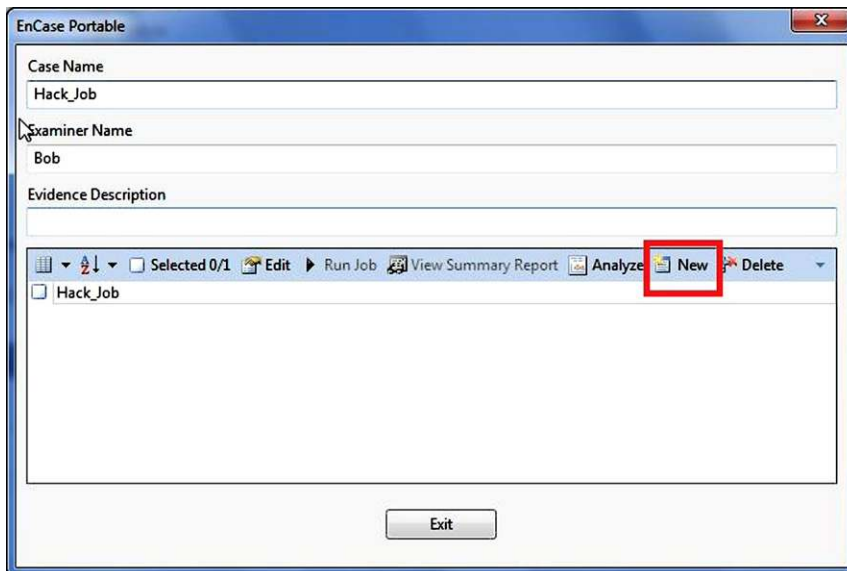 EnCase Portable
Case Name
Hack_Job
Examiner Name
Bob
Evidence Description
Selected 0/1 Edit Run Job View Summary Report Analyze New Delete
Hack_Job
Exit